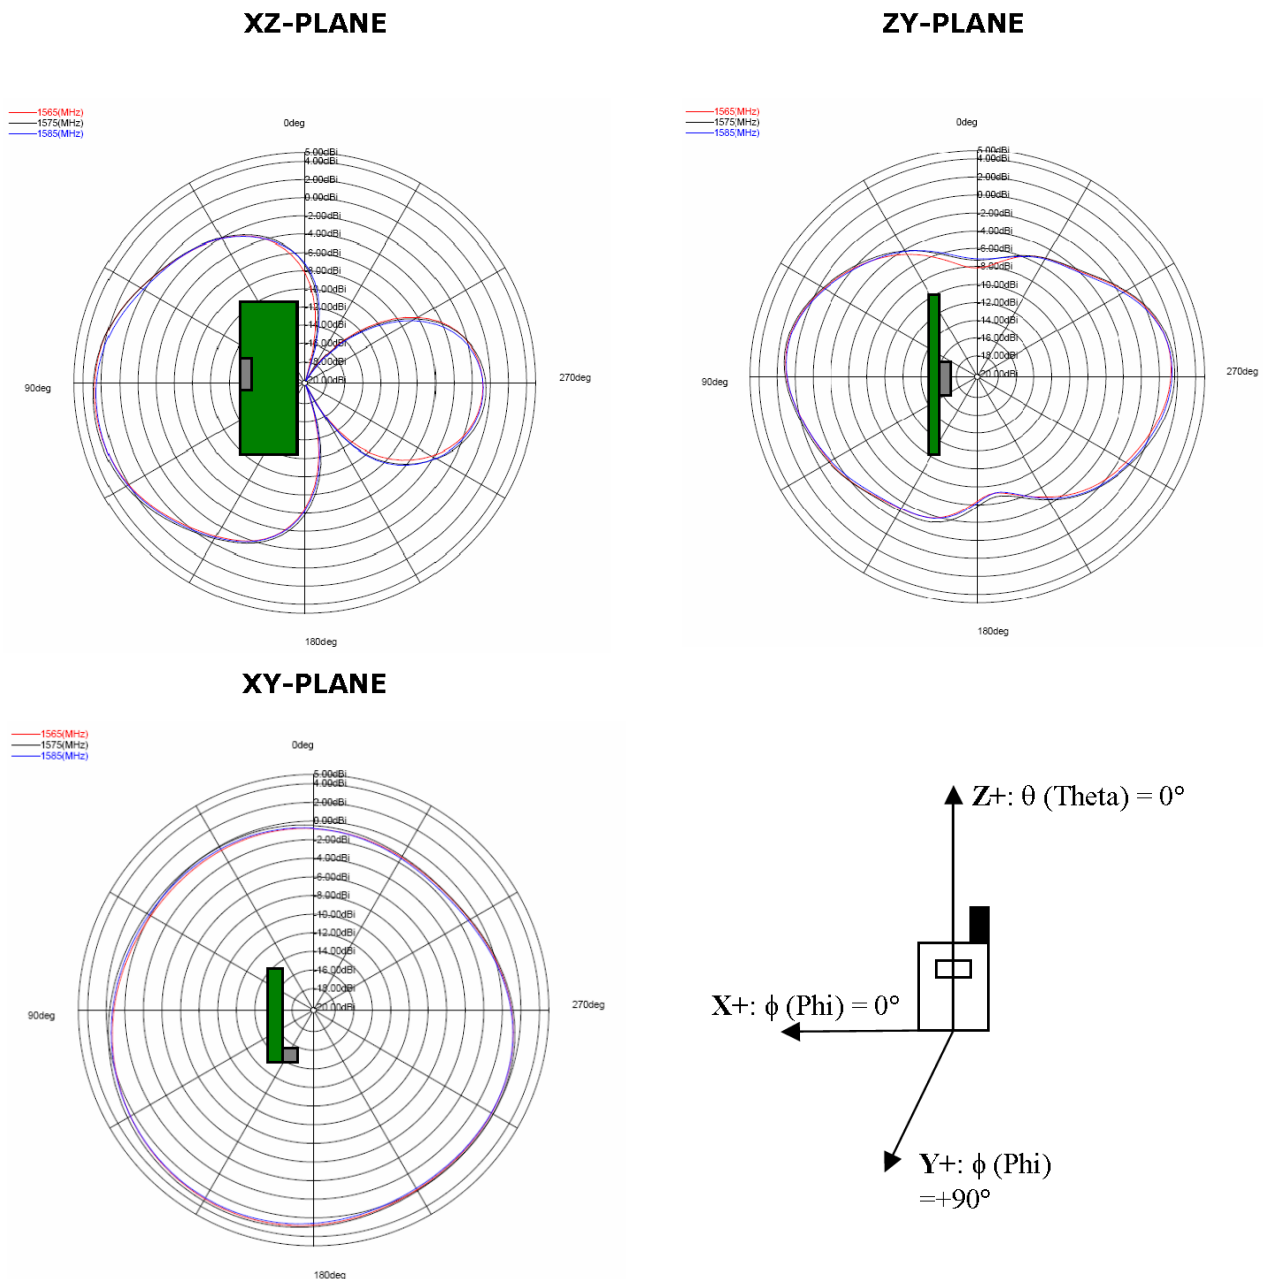 XZ-PLANE
ZY-PLANE
1565(MHz)
1575(MHz)
1585(MHz)
0deg
5.00dBi
4.00dBi
2.00dBi
0.00dBi
-2.00dBi
-4.00dBi
-6.00dBi
-8.00dBi
-10.00dBi
-12.00dBi
-14.00dBi
-16.00dBi
-18.00dBi
-20.00dBi
90deg
270deg
180deg
1565(MHz)
1575(MHz)
1585(MHz)
0deg
5.00dBi
4.00dBi
2.00dBi
0.00dBi
-2.00dBi
-4.00dBi
-6.00dBi
-8.00dBi
-10.00dBi
-12.00dBi
-14.00dBi
-16.00dBi
-18.00dBi
-20.00dBi
90deg
270deg
180deg
XY-PLANE
1565(MHz)
1575(MHz)
1585(MHz)
0deg
5.00dBi
4.00dBi
2.00dBi
0.00dBi
-2.00dBi
-4.00dBi
-6.00dBi
-8.00dBi
-10.00dBi
-14.00dBi
-16.00dBi
-18.00dBi
-20.00dBi
90deg
270deg
180deg
Z+: θ (Theta) = 0°
X+: ϕ (Phi) = 0°
Y+: ϕ (Phi)
=+90°